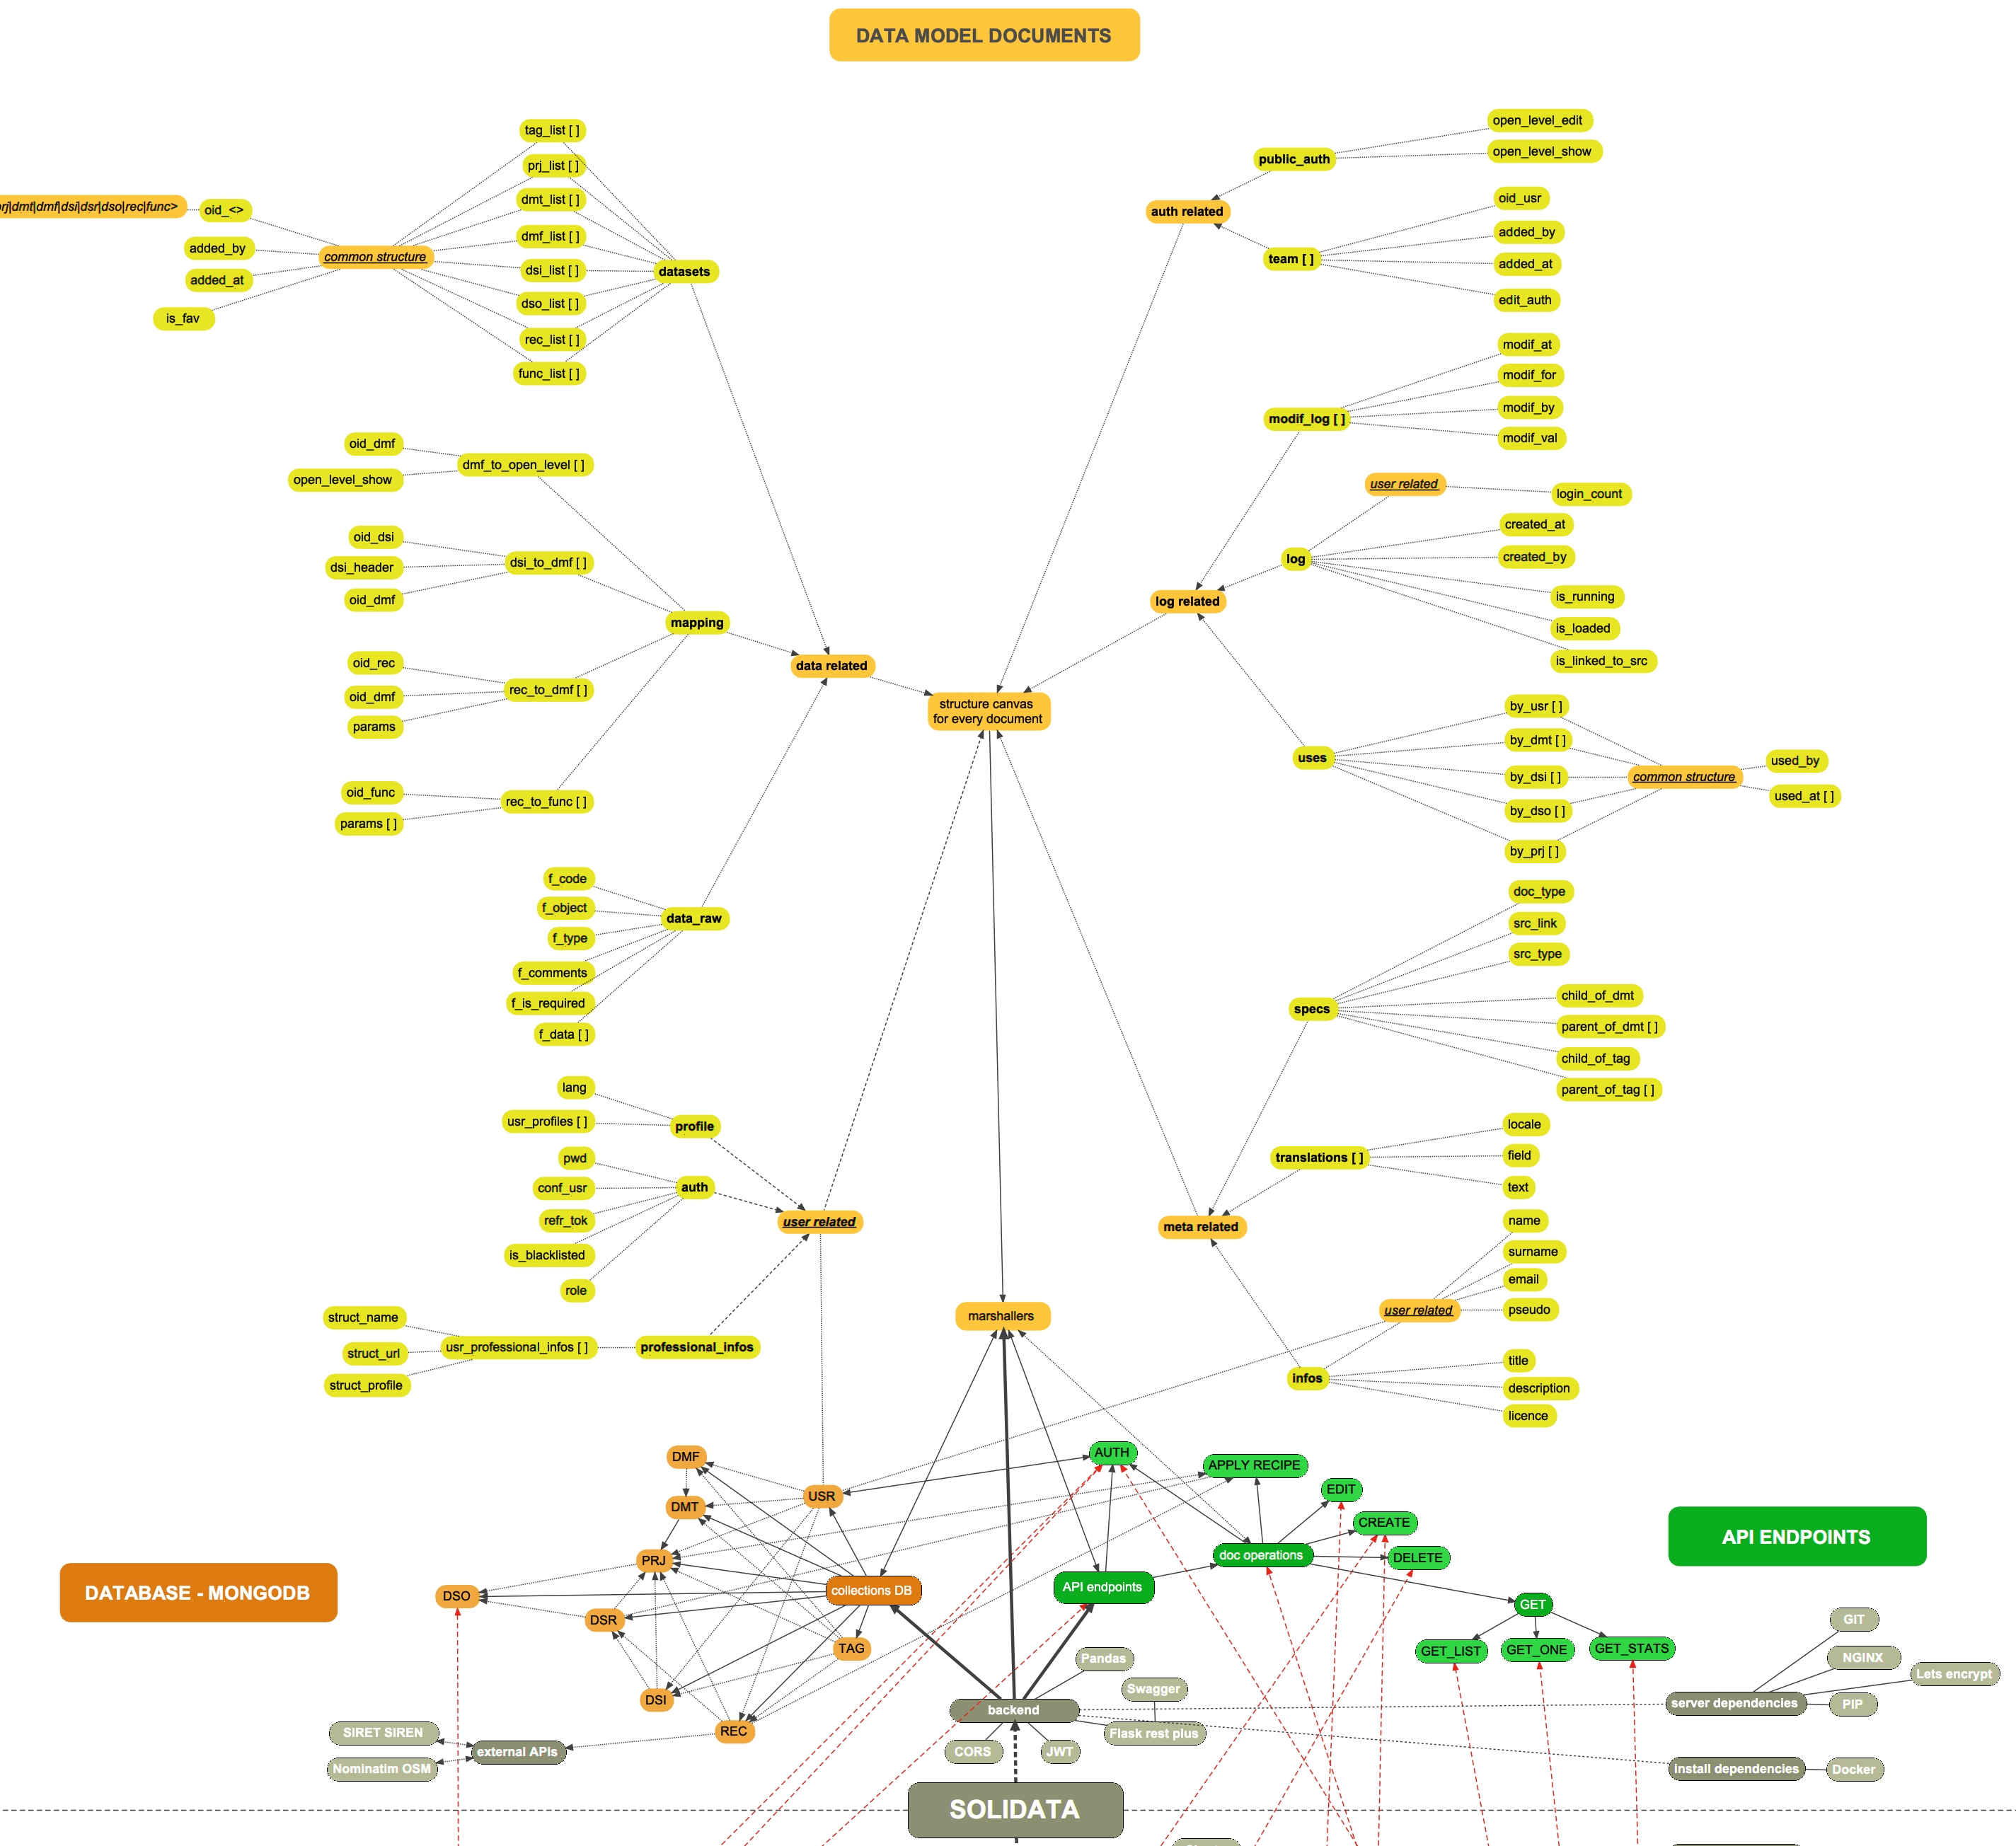 DATA MODEL DOCUMENTS
tag_list [ ]
prj_list [ ]
dmt_list [ ]
dmf_list [ ]
dsi_list [ ]
dso_list [ ]
rec_list [ ]
func_list [ ]
rj|dmt|dmf|dsi|dsr|dso|rec|func>
oid_<>
added_by
added_at
is_fav
common structure
datasets
oid_dmf
open_level_show
dmf_to_open_level [ ]
oid_dsi
dsi_header
oid_dmf
dsi_to_dmf [ ]
mapping
oid_rec
oid_dmf
params
rec_to_dmf [ ]
oid_func
params [ ]
rec_to_func [ ]
data related
f_code
f_object
f_type
f_comments
f_is_required
f_data [ ]
data_raw
lang
usr_profiles [ ]
profile
pwd
conf_usr
refr_tok
is_blacklisted
role
auth
user related
struct_name
struct_url
struct_profile
usr_professional_infos [ ]
professional_infos
structure canvas
for every document
marshallers
open_level_edit
open_level_show
public_auth
auth related
oid_usr
added_by
added_at
edit_auth
team [ ]
modif_at
modif_for
modif_by
modif_val
modif_log [ ]
user related
login_count
created_at
created_by
is_running
is_loaded
is_linked_to_src
log
log related
by_usr [ ]
by_dmt [ ]
by_dsi [ ]
by_dso [ ]
by_prj [ ]
uses
common structure
used_by
used_at [ ]
doc_type
src_link
src_type
child_of_dmt
parent_of_dmt [ ]
child_of_tag
parent_of_tag [ ]
specs
translations [ ]
locale
field
text
meta related
name
surname
email
pseudo
user related
infos
title
description
licence
DATABASE - MONGODB
DMF
DMT
USR
PRJ
DSO
DSR
collections DB
TAG
DSI
REC
SIRET SIREN
Nominatim OSM
external APIs
AUTH
APPLY RECIPE
EDIT
CREATE
DELETE
doc operations
API endpoints
GET
GET_LIST
GET_ONE
GET_STATS
API ENDPOINTS
Pandas
Swagger
backend
Flask rest plus
CORS
JWT
GIT
NGINX
Lets encrypt
PIP
server dependencies
install dependencies
Docker
SOLIDATA